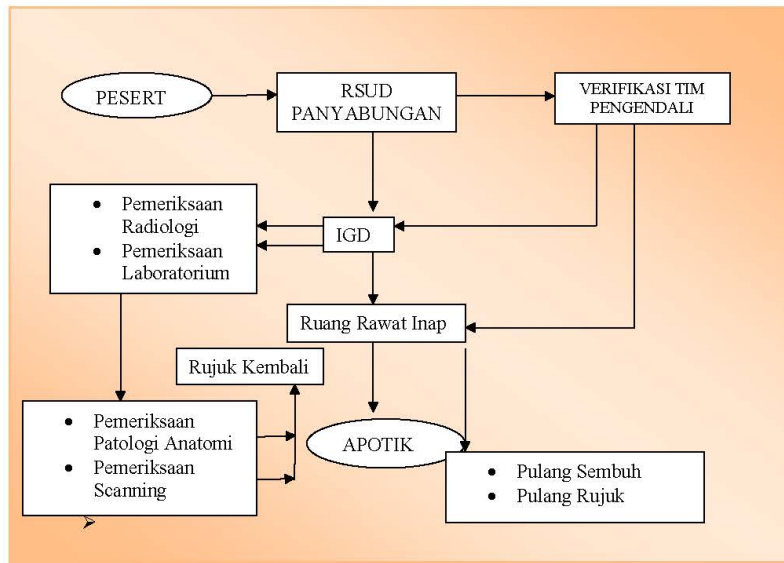 PESERT
RSUD
PANYABUNGAN
VERIFIKASI TIM
PENGENDALI
• Pemeriksaan
Radiologi
• Pemeriksaan
Laboratorium
IGD
Ruang Rawat Inap
Rujuk Kembali
• Pemeriksaan
Patologi Anatomi
• Pemeriksaan
Scanning
APOTIK
• Pulang Sembuh
• Pulang Rujuk